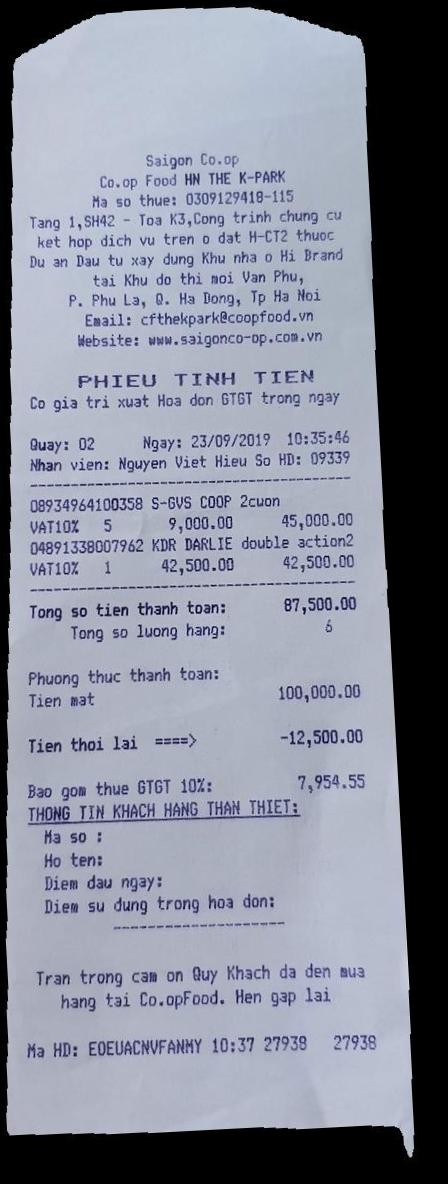 Saigon Co.op
Co.op Food HN THE K-PARK
Ma so thue: 0309129418-115
Tang 1,SH42 - Toa K3,Cong trinh chung cu
ket hop dich vu tren o dat H-CT2 thuoc
Du an Dau tu xay dung Khu nha o Hi Brand
tai Khu do thi moi Van Phu,
P. Phu La, Q. Ha Dong, Tp Ha Noi
Email: cfthekpark@coopfood.vn
Website: www.saigonco-op.com.vn
PHIEU TINH TIEN
Co gia tri xuat Hoa don GTGT trong ngay
Quay: 02 Ngay: 23/09/2019 10:35:46
Nhan vien: Nguyen Viet Hieu So HD: 09339
08934964100358 S-GVS COOP 2cuon
VAT10% 5 9,000.00 45,000.00
04891338007962 KDR DARLIE double action2
VAT10% 1 42,500.00 42,500.00
Tong so tien thanh toan: 87,500.00
Tong so luong hang: 6
Phuong thuc thanh toan:
Tien mat 100,000.00
Tien thoi lai ====> -12,500.00
Bao gom thue GTGT 10%: 7,954.55
THONG TIN KHACH HANG THAN THIET:
Ma so :
Ho ten:
Diem dau ngay:
Diem su dung trong hoa don:
Tran trong cam on Quy Khach da den mua
hang tai Co.opFood. Hen gap lai
Ma HD: EOEUACNVFANMY 10:37 27938 27938